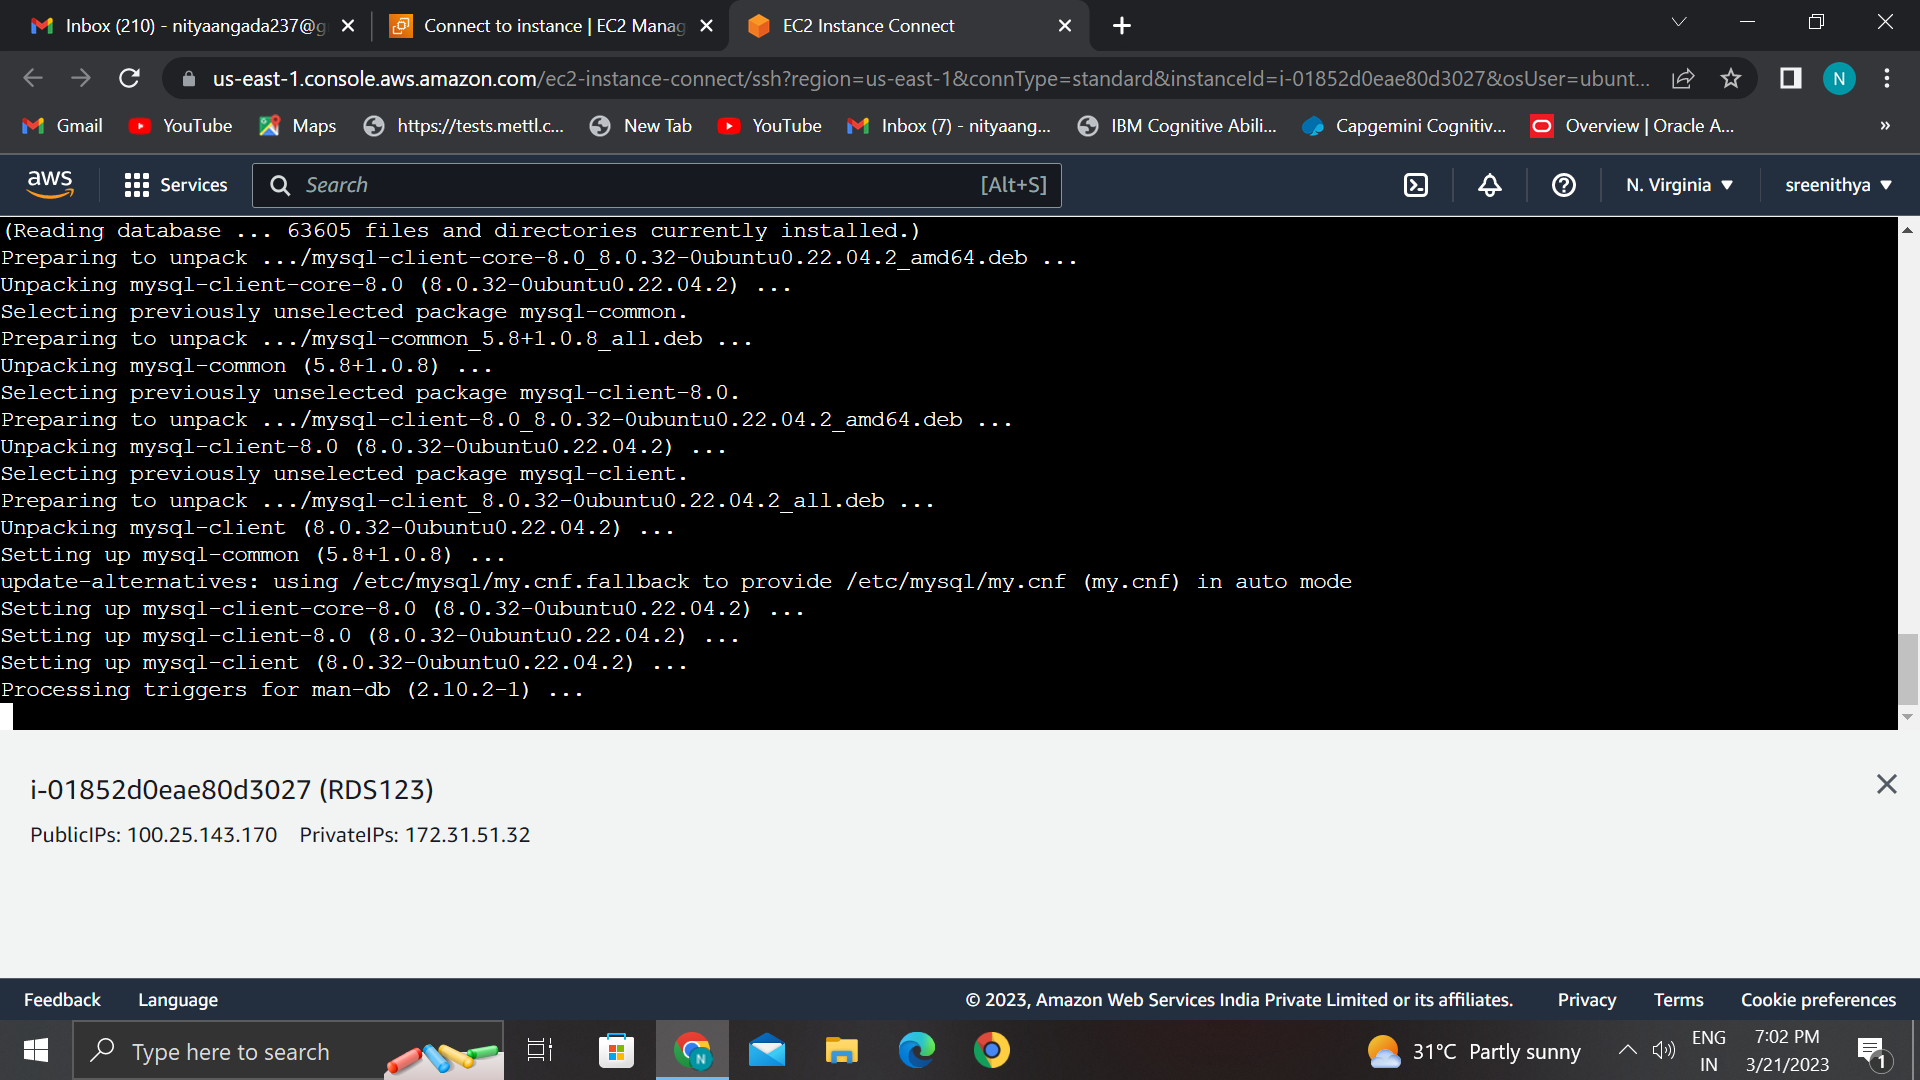 Inbox (210) - nityaangada237@g
Connect to instance | EC2 Manag
EC2 Instance Connect
us-east-1.console.aws.amazon.com/ec2-instance-connect/ssh?region=us-east-1&connType=standard&instanceId=i-01852d0eae80d3027&osUser=ubunt...
N
Gmail
YouTube
Maps
https://tests.mettl.c...
New Tab
YouTube
Inbox (7) - nityaang...
IBM Cognitive Abili...
Capgemini Cognitiv...
Overview | Oracle A...
»
aws
Services
Search
[Alt+S]
N. Virginia
sreenithya
(Reading database ... 63605 files and directories currently installed.)
Preparing to unpack .../mysql-client-core-8.0_8.0.32-0ubuntu0.22.04.2_amd64.deb ...
Unpacking mysql-client-core-8.0 (8.0.32-0ubuntu0.22.04.2) ...
Selecting previously unselected package mysql-common.
Preparing to unpack .../mysql-common_5.8+1.0.8_all.deb ...
Unpacking mysql-common (5.8+1.0.8) ...
Selecting previously unselected package mysql-client-8.0.
Preparing to unpack .../mysql-client-8.0_8.0.32-0ubuntu0.22.04.2_amd64.deb ...
Unpacking mysql-client-8.0 (8.0.32-0ubuntu0.22.04.2) ...
Selecting previously unselected package mysql-client.
Preparing to unpack .../mysql-client_8.0.32-0ubuntu0.22.04.2_all.deb ...
Unpacking mysql-client (8.0.32-0ubuntu0.22.04.2) ...
Setting up mysql-common (5.8+1.0.8) ...
update-alternatives: using /etc/mysql/my.cnf.fallback to provide /etc/mysql/my.cnf (my.cnf) in auto mode
Setting up mysql-client-core-8.0 (8.0.32-0ubuntu0.22.04.2) ...
Setting up mysql-client-8.0 (8.0.32-0ubuntu0.22.04.2) ...
Setting up mysql-client (8.0.32-0ubuntu0.22.04.2) ...
Processing triggers for man-db (2.10.2-1) ...
i-01852d0eae80d3027 (RDS123)
PublicIPs: 100.25.143.170 PrivateIPs: 172.31.51.32
Feedback
Language
© 2023, Amazon Web Services India Private Limited or its affiliates.
Privacy
Terms
Cookie preferences
Type here to search
N
31°C Partly sunny
ENG
IN
7:02 PM
3/21/2023
1